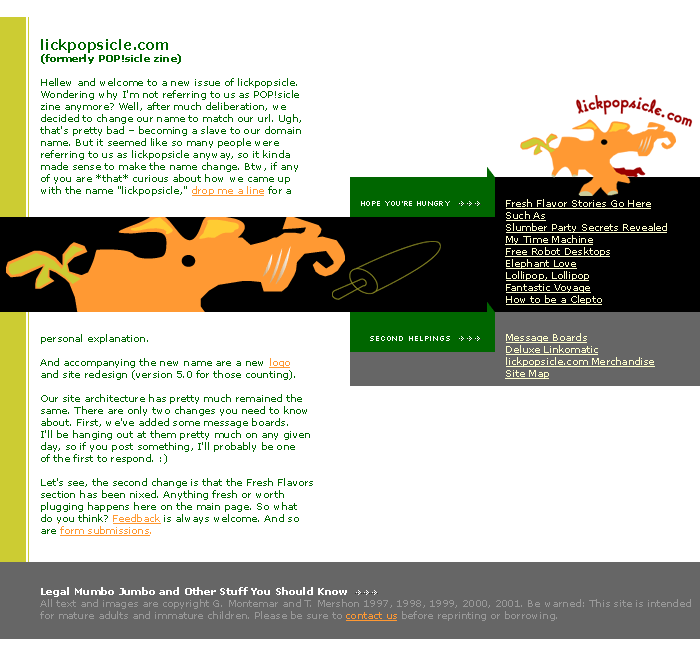 lickpopsicle.com
(formerly POP!sicle zine)
Hellew and welcome to a new issue of lickpopsicle.
Wondering why I'm not referring to us as POP!sicle
zine anymore? Well, after much deliberation, we
decided to change our name to match our url. Ugh,
that's pretty bad – becoming a slave to our domain
name. But it seemed like so many people were
referring to us as lickpopsicle anyway, so it kinda
made sense to make the name change. Btw, if any
of you are *that* curious about how we came up
with the name "lickpopsicle," drop me a line for a
personal explanation.
And accompanying the new name are a new logo
and site redesign (version 5.0 for those counting).
Our site architecture has pretty much remained the
same. There are only two changes you need to know
about. First, we've added some message boards.
I'll be hanging out at them pretty much on any given
day, so if you post something, I'll probably be one
of the first to respond. :)
Let's see, the second change is that the Fresh Flavors
section has been nixed. Anything fresh or worth
plugging happens here on the main page. So what
do you think? Feedback is always welcome. And so
are form submissions.
lickpopsicle.com
HOPE YOU'RE HUNGRY
Fresh Flavor Stories Go Here
Such As
Slumber Party Secrets Revealed
My Time Machine
Free Robot Desktops
Elephant Love
Lollipop, Lollipop
Fantastic Voyage
How to be a Clepto
SECOND HELPINGS
Message Boards
Deluxe Linkomatic
lickpopsicle.com Merchandise
Site Map
Legal Mumbo Jumbo and Other Stuff You Should Know
All text and images are copyright G. Montemar and T. Mershon 1997, 1998, 1999, 2000, 2001. Be warned: This site is intended
for mature adults and immature children. Please be sure to contact us before reprinting or borrowing.